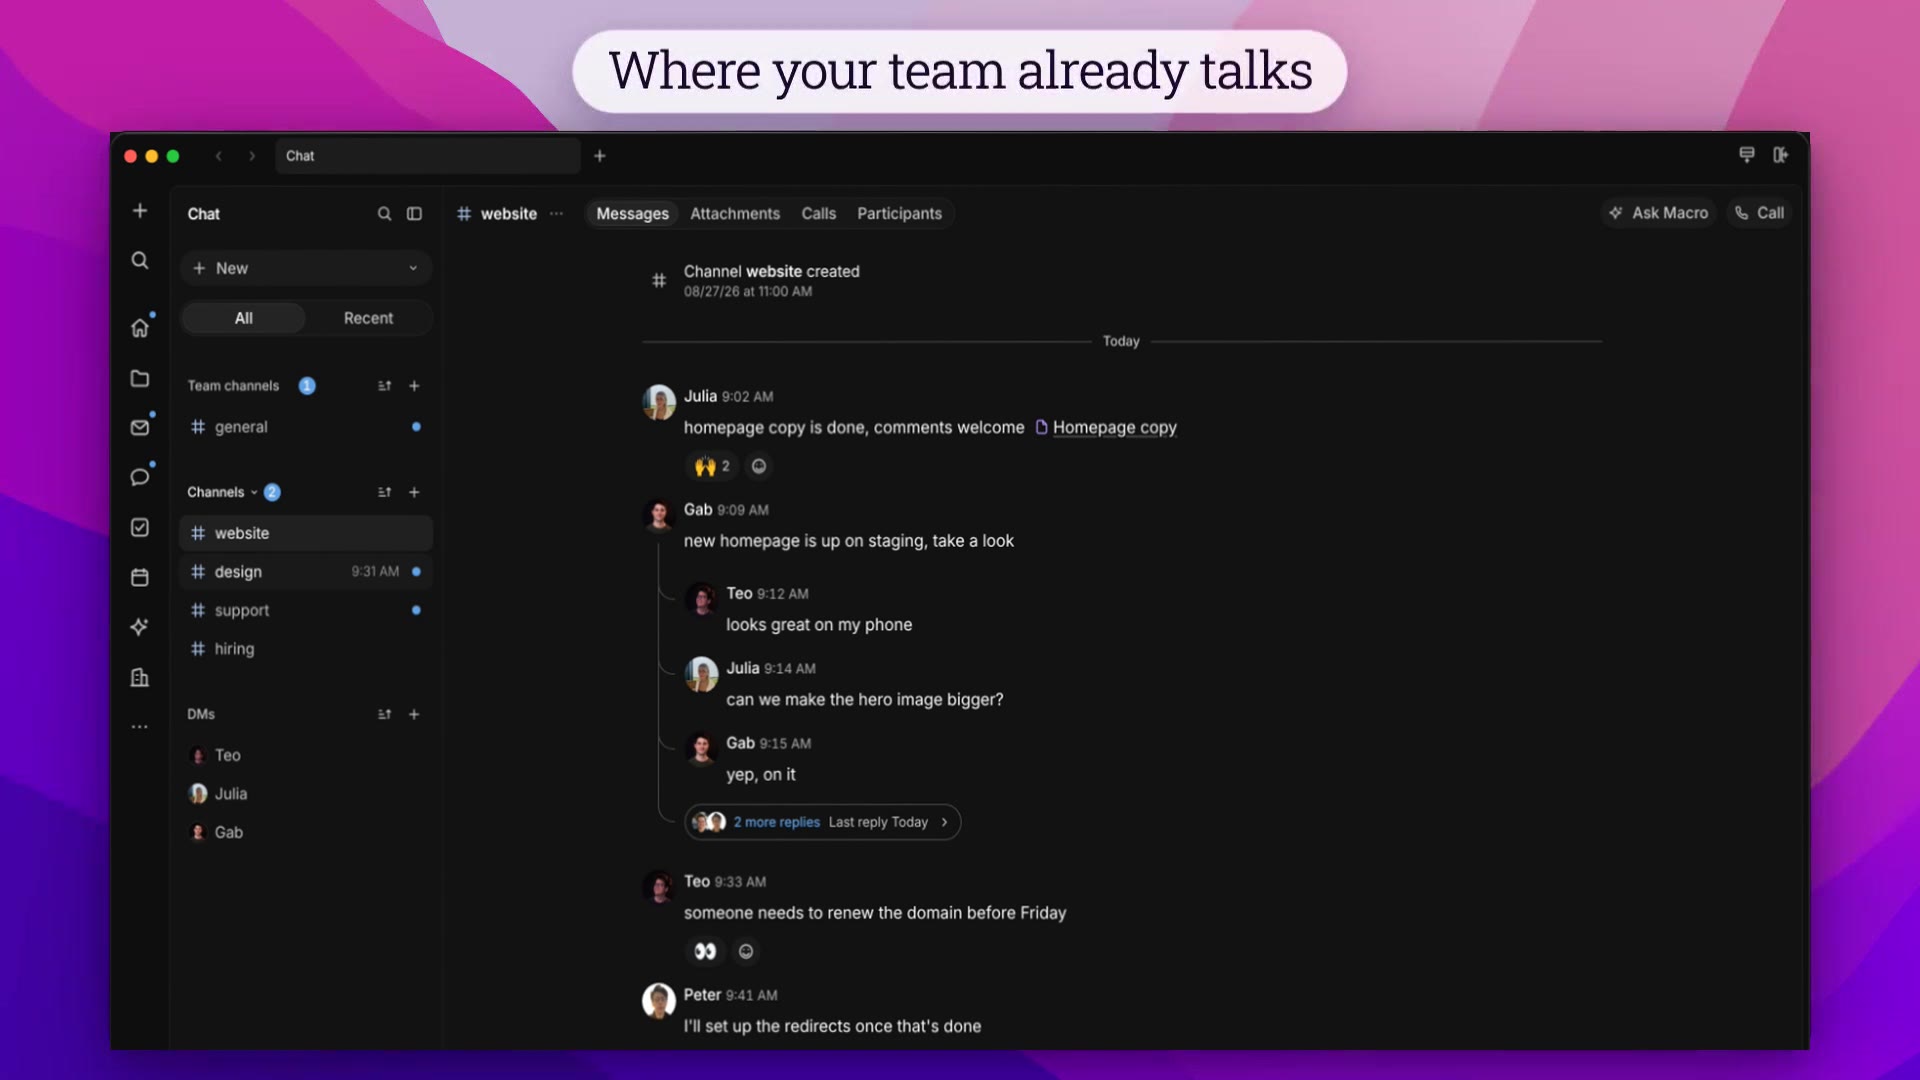 Where your team already talks
Chat
Chat
New
All
Recent
Team channels 1
general
Channels 2
website
design 9:31 AM
support
hiring
DMs
Teo
Julia
Gab
website
Messages
Attachments
Calls
Participants
Ask Macro
Call
Channel website created
08/27/26 at 11:00 AM
Today
Julia 9:02 AM
homepage copy is done, comments welcome Homepage copy
2
Gab 9:09 AM
new homepage is up on staging, take a look
Teo 9:12 AM
looks great on my phone
Julia 9:14 AM
can we make the hero image bigger?
Gab 9:15 AM
yep, on it
2 more replies Last reply Today
Teo 9:33 AM
someone needs to renew the domain before Friday
Peter 9:41 AM
I'll set up the redirects once that's done